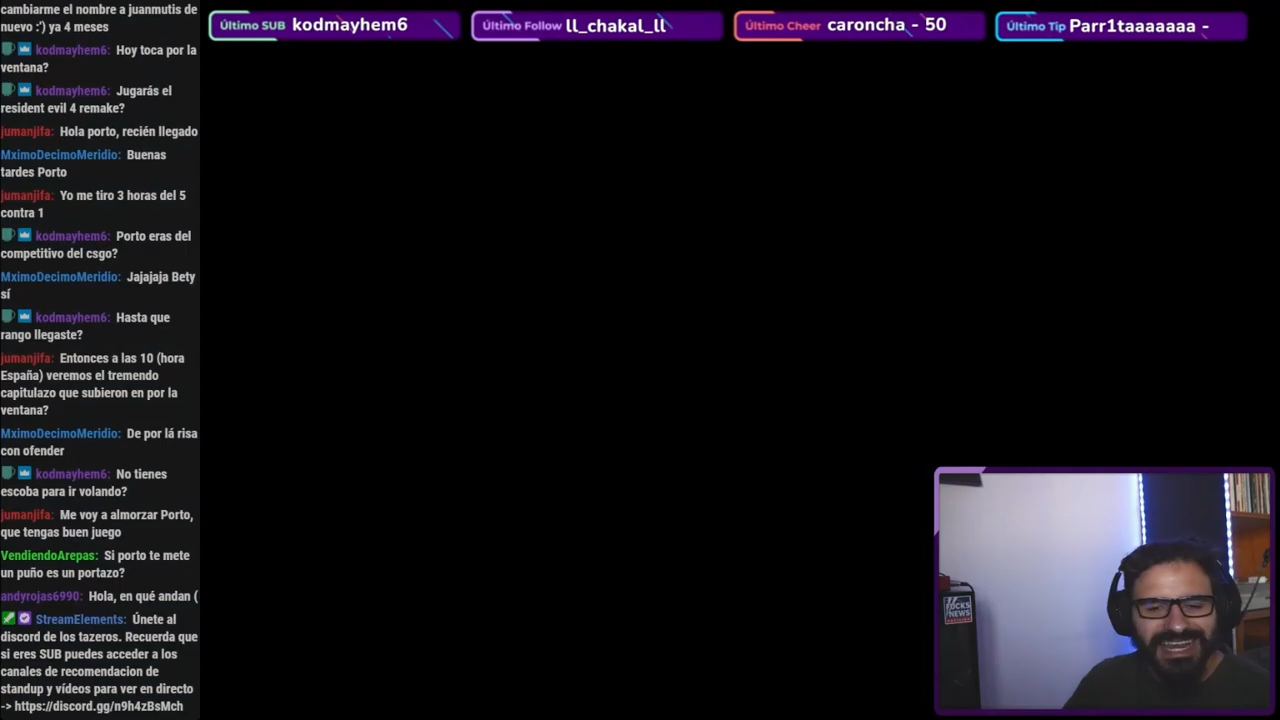 cambiarme el nombre a juanmutis de
nuevo :') ya 4 meses
kodmayhem6: Hoy toca por la
ventana?
kodmayhem6: Jugarás el
resident evil 4 remake?
jumanjifa: Hola porto, recién llegado
MximoDecimoMeridio: Buenas
tardes Porto
jumanjifa: Yo me tiro 3 horas del 5
contra 1
kodmayhem6: Porto eras del
competitivo del csgo?
MximoDecimoMeridio: Jajajaja Bety
sí
kodmayhem6: Hasta que
rango llegaste?
jumanjifa: Entonces a las 10 (hora
España) veremos el tremendo
capitulazo que subieron en por la
ventana?
MximoDecimoMeridio: De por lá risa
con ofender
kodmayhem6: No tienes
escoba para ir volando?
jumanjifa: Me voy a almorzar Porto,
que tengas buen juego
VendiendoArepas: Si porto te mete
un puño es un portazo?
andyrojas6990: Hola, en qué andan (
StreamElements: Únete al
discord de los tazeros. Recuerda que
si eres SUB puedes acceder a los
canales de recomendacion de
standup y vídeos para ver en directo
-> https://discord.gg/n9h4zBsMch
Último SUB kodmayhem6
Último Follow ll_chakal_ll
Último Cheer caroncha - 50
Último Tip Parr1taaaaaaa -
FUCKS
NEWS